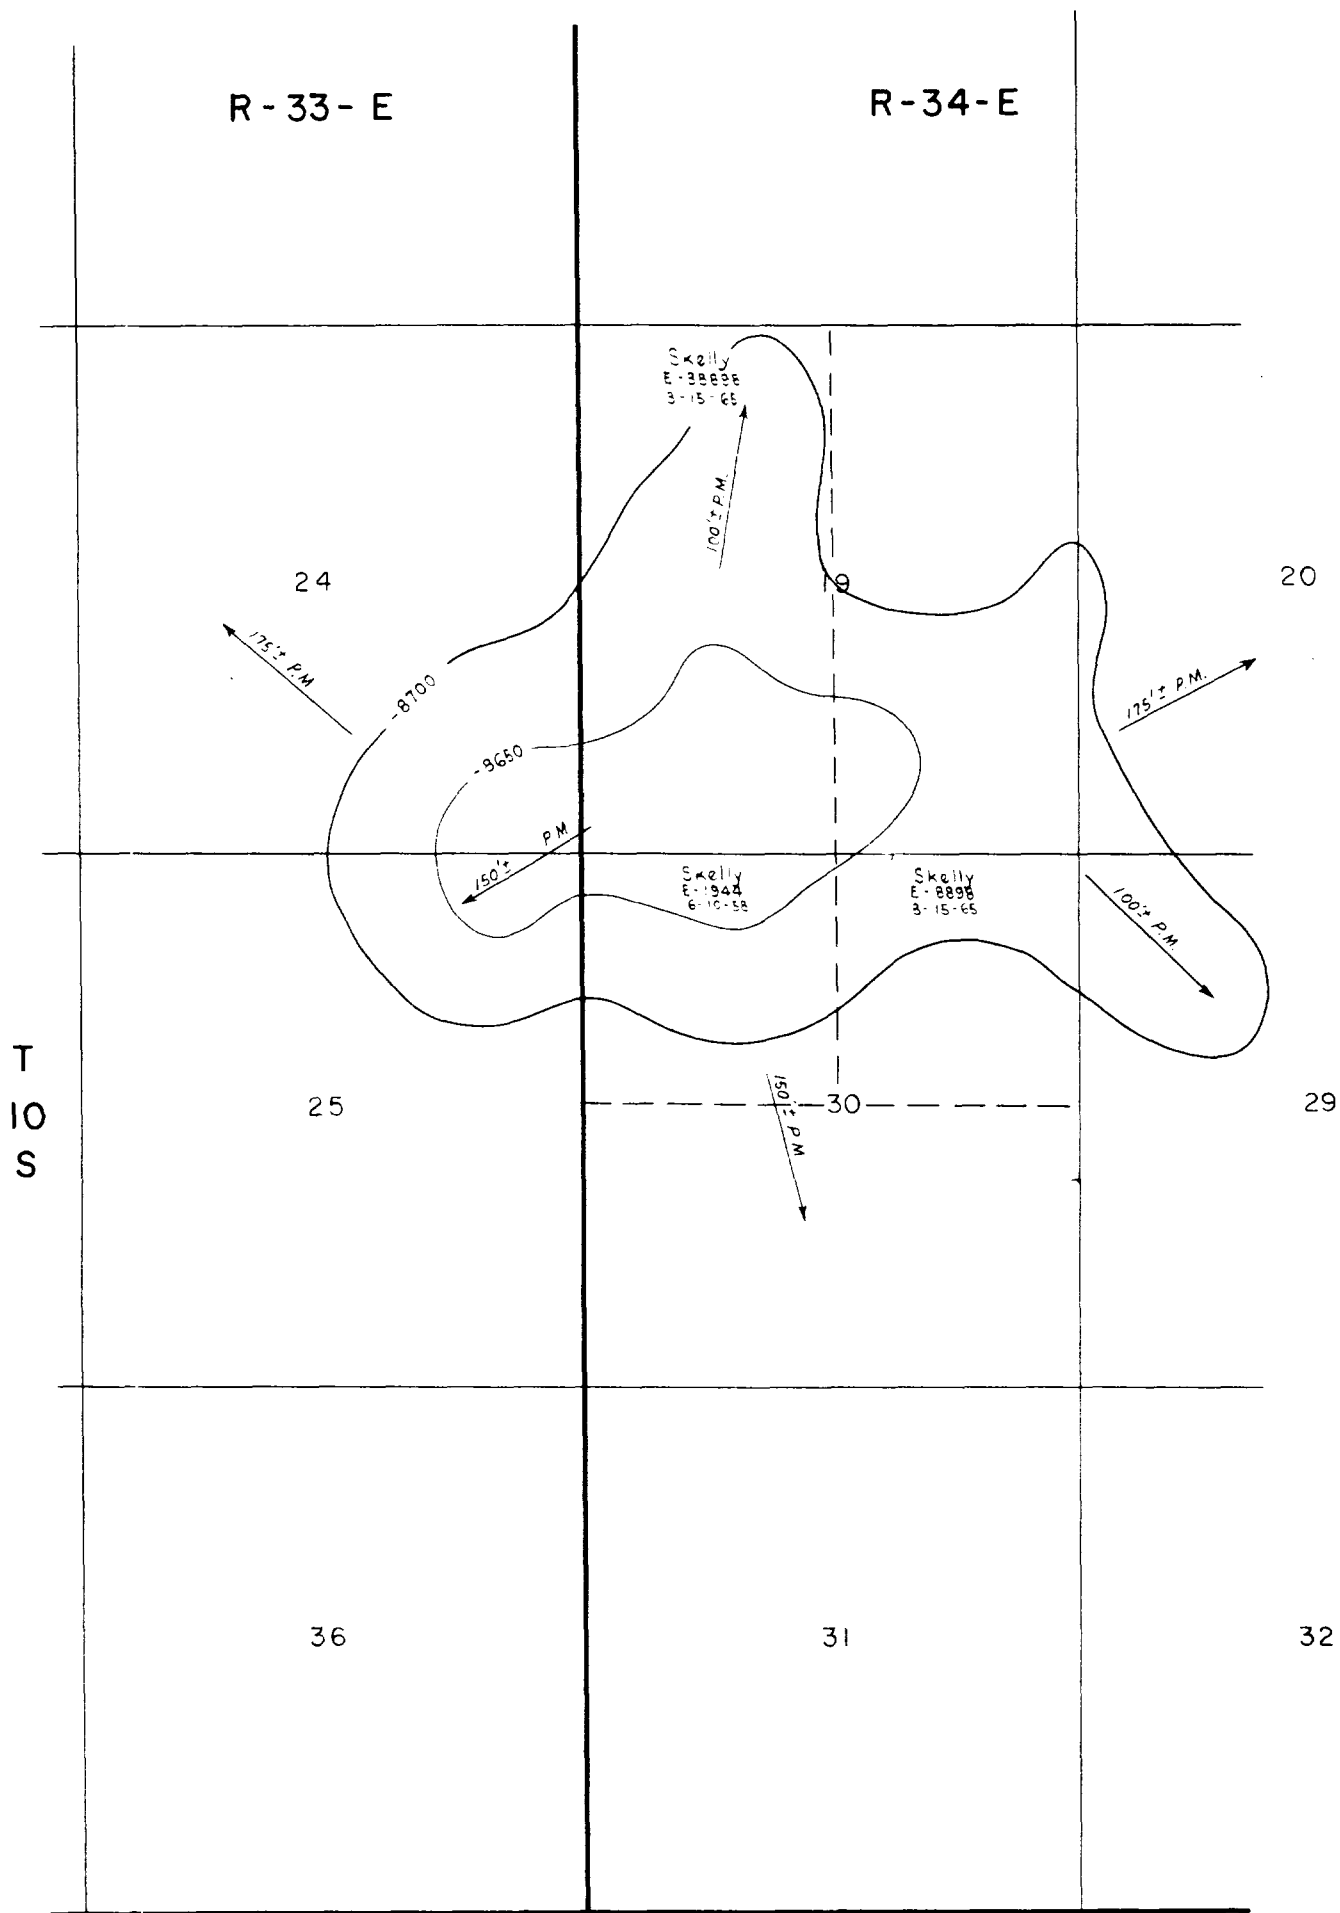 R-33-E
R-34-E
Skelly
E-38898
3-15-65
100'± P.M.
24
19
20
175'± P.M
-8700
175'± P.M.
-8650
P.M
150'±
Skelly
E-1944
6-10-58
Skelly
E-8898
3-15-65
100'± P.M.
T
10
S
25
150'± P M
30
29
36
31
32